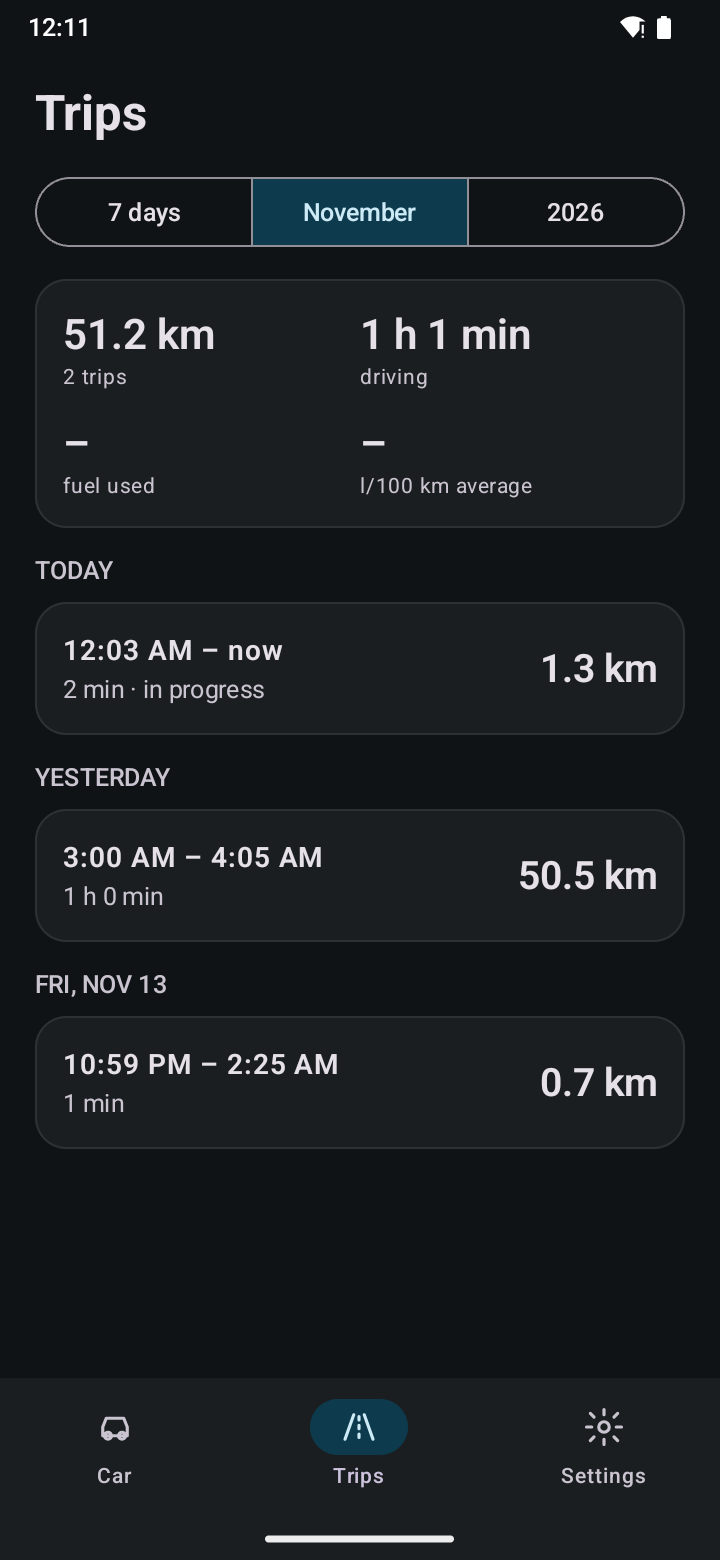 12:11
Trips
7 days
November
2026
51.2 km
1 h 1 min
2 trips
driving
–
–
fuel used
l/100 km average
TODAY
12:03 AM – now
2 min · in progress
1.3 km
YESTERDAY
3:00 AM – 4:05 AM
1 h 0 min
50.5 km
FRI, NOV 13
10:59 PM – 2:25 AM
1 min
0.7 km
Car
Trips
Settings